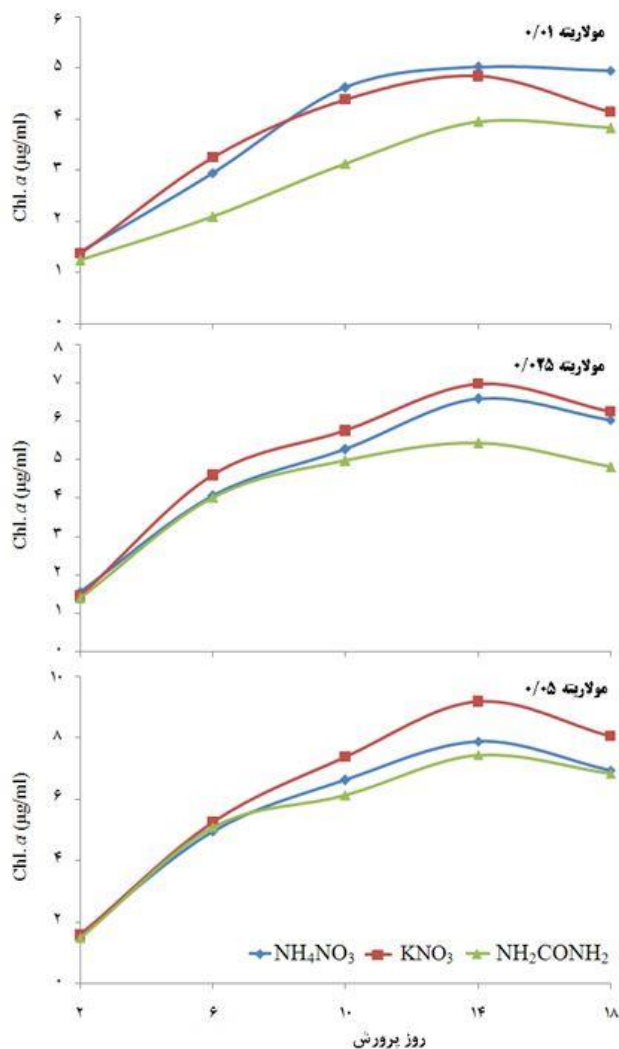 مولاریته ۰/۰۱
۶
۵
۴
۳
۲
۱
۰
Chl. a (µg/ml)
مولاریته ۰/۰۲۵
۸
۷
۶
۵
۴
۳
۲
۱
۰
Chl. a (µg/ml)
مولاریته ۰/۰۵
۱۰
۸
۶
۴
۲
۰
Chl. a (µg/ml)
NH₄NO₃ KNO₃ NH₂CONH₂
۲ ۶ ۱۰ ۱۴ ۱۸
روز پرورش